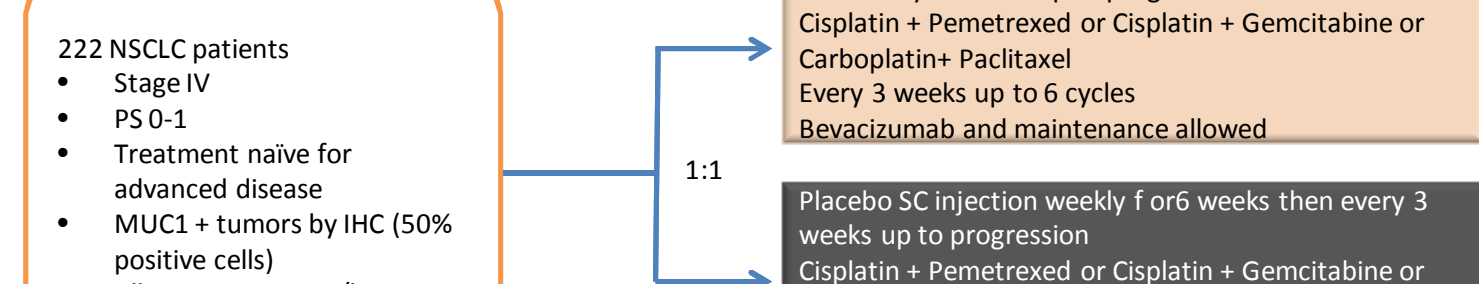 222 NSCLC patients
• Stage IV
• PS 0-1
• Treatment naïve for
advanced disease
• MUC1 + tumors by IHC (50%
positive cells)
1:1
Cisplatin + Pemetrexed or Cisplatin + Gemcitabine or
Carboplatin+ Paclitaxel
Every 3 weeks up to 6 cycles
Bevacizumab and maintenance allowed
Placebo SC injection weekly f or6 weeks then every 3
weeks up to progression
Cisplatin + Pemetrexed or Cisplatin + Gemcitabine or